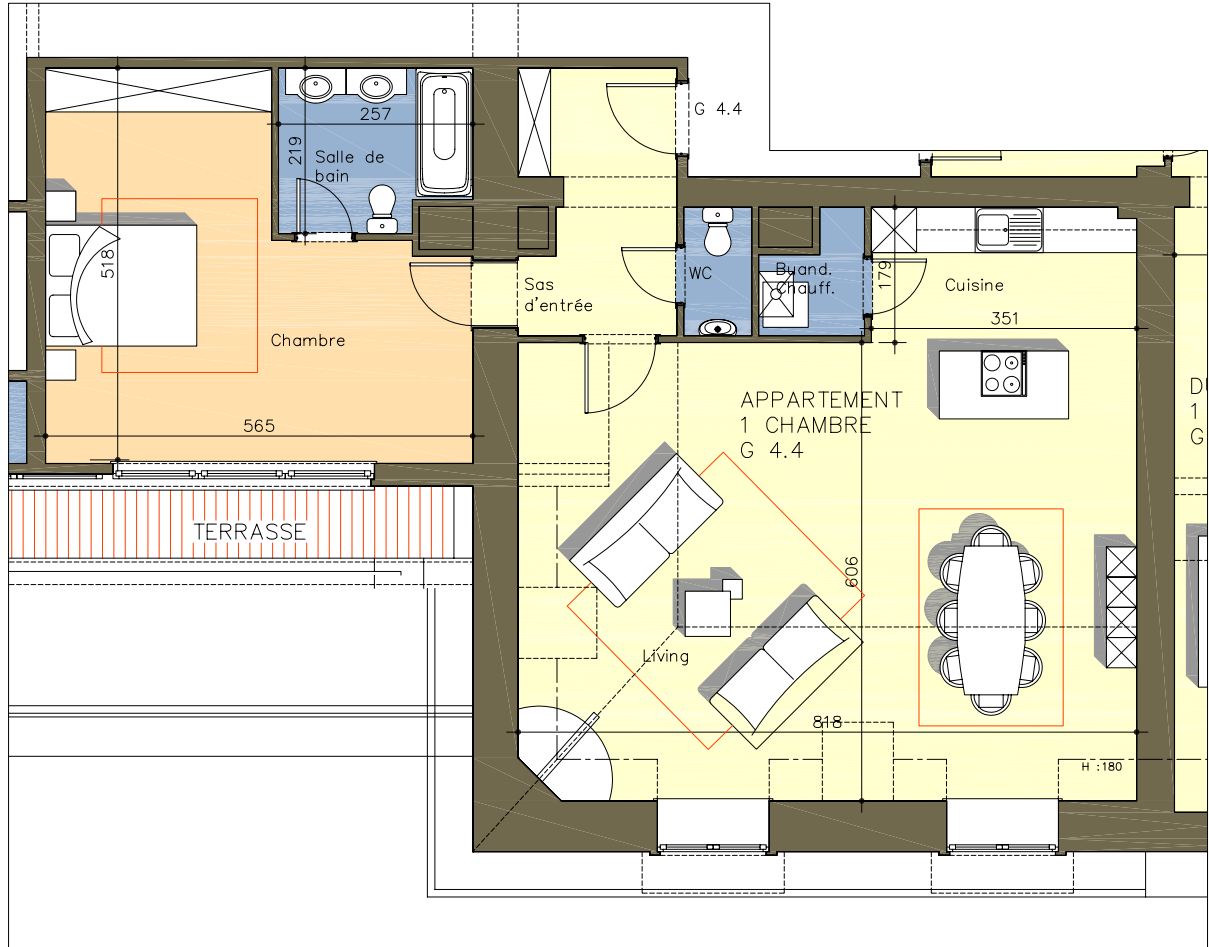 G 4.4
257
219
Salle de
bain
518
Chambre
565
Sas
d'entrée
WC
Buand.
Chauff.
179
Cuisine
351
APPARTEMENT
1 CHAMBRE
G 4.4
1
G
TERRASSE
606
Living
818
H :180